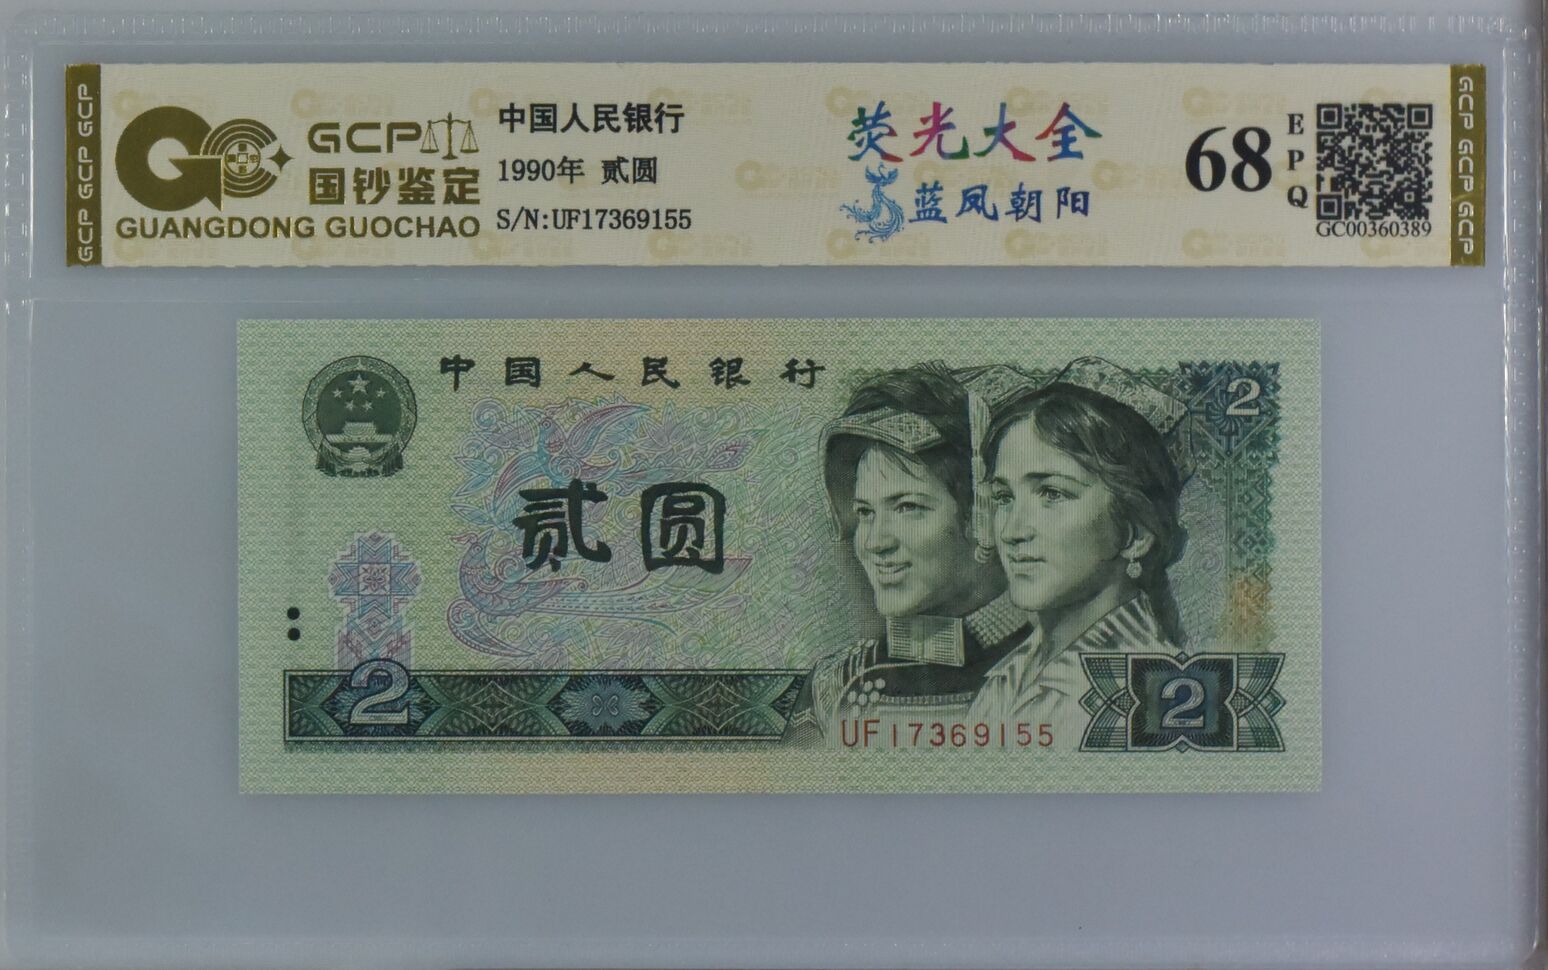 GCP GCP GCP
GCP
国钞鉴定
GUANGDONG GUOCHAO
中国人民银行
1990年 贰圆
S/N:UF17369155
荧光大全
蓝凤朝阳
68
EPQ
GC00360389
GCP GCP GCP
中国人民银行
2
贰圆
2
UF17369155
2